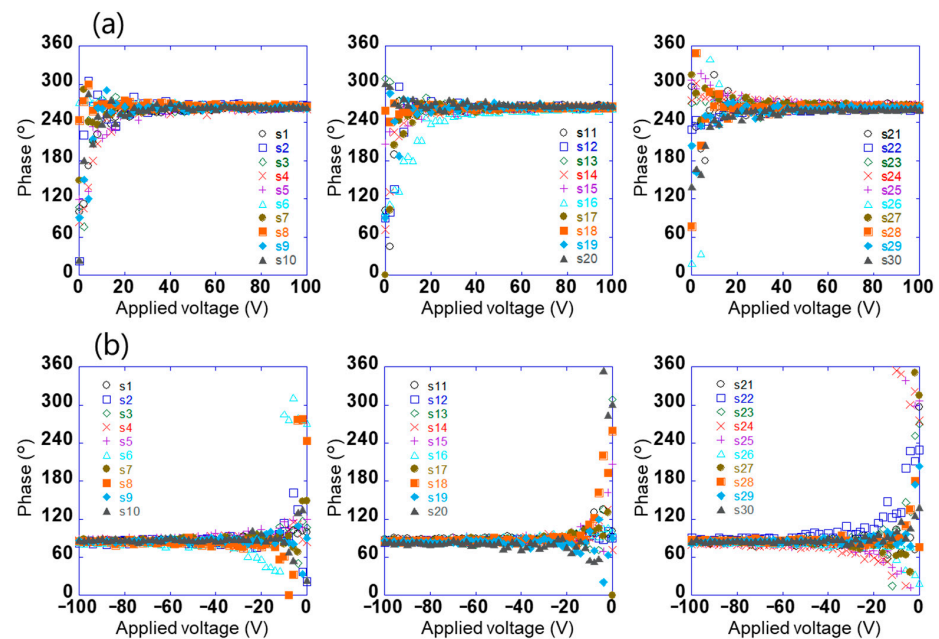 (a)
360
300
240
180
120
60
0
Phase (°)
0 20 40 60 80 100
Applied voltage (V)
s1
s2
s3
s4
s5
s6
s7
s8
s9
s10
360
300
240
180
120
60
0
Phase (°)
0 20 40 60 80 100
Applied voltage (V)
s11
s12
s13
s14
s15
s16
s17
s18
s19
s20
360
300
240
180
120
60
0
Phase (°)
0 20 40 60 80 100
Applied voltage (V)
s21
s22
s23
s24
s25
s26
s27
s28
s29
s30
(b)
360
300
240
180
120
60
0
Phase (°)
-100 -80 -60 -40 -20 0
Applied voltage (V)
s1
s2
s3
s4
s5
s6
s7
s8
s9
s10
360
300
240
180
120
60
0
Phase (°)
-100 -80 -60 -40 -20 0
Applied voltage (V)
s11
s12
s13
s14
s15
s16
s17
s18
s19
s20
360
300
240
180
120
60
0
Phase (°)
-100 -80 -60 -40 -20 0
Applied voltage (V)
s21
s22
s23
s24
s25
s26
s27
s28
s29
s30